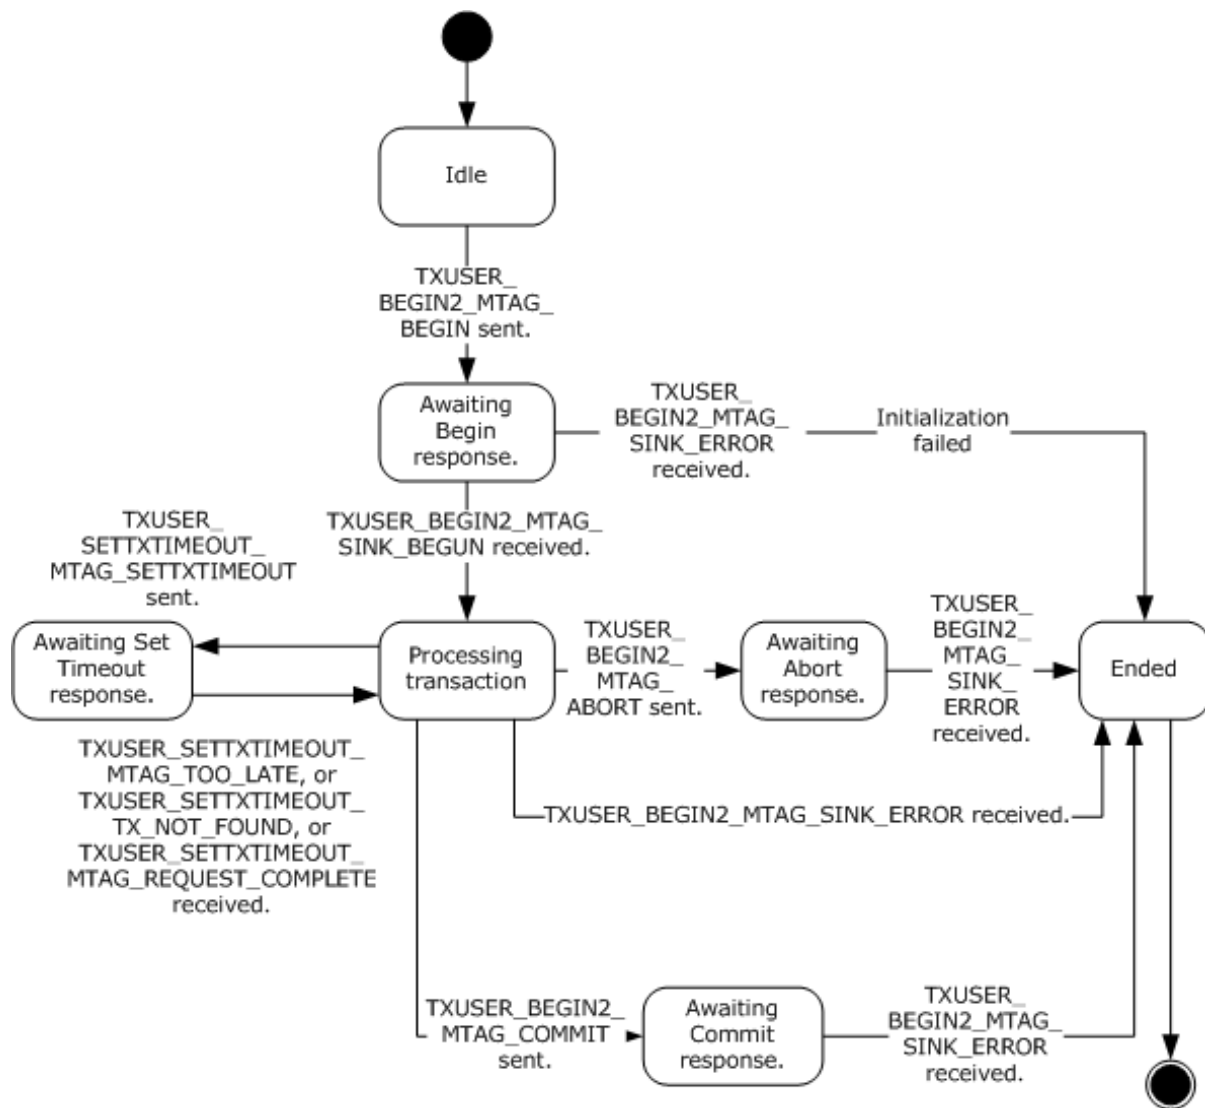 Idle
TXUSER_
BEGIN2_MTAG_
BEGIN sent.
Awaiting
Begin
response.
TXUSER_
BEGIN2_MTAG_
SINK_ERROR
received.
Initialization
failed
TXUSER_BEGIN2_MTAG_
SINK_BEGUN received.
TXUSER_
SETTXTIMEOUT_
MTAG_SETTXTIMEOUT
sent.
Awaiting Set
Timeout
response.
Processing
transaction
TXUSER_
BEGIN2_
MTAG_
ABORT sent.
Awaiting
Abort
response.
TXUSER_
BEGIN2_
MTAG_
SINK_
ERROR
received.
Ended
TXUSER_SETTXTIMEOUT_
MTAG_TOO_LATE, or
TXUSER_SETTXTIMEOUT_
TX_NOT_FOUND, or
TXUSER_SETTXTIMEOUT_
MTAG_REQUEST_COMPLETE
received.
TXUSER_BEGIN2_MTAG_SINK_ERROR received.
TXUSER_BEGIN2_
MTAG_COMMIT
sent.
Awaiting
Commit
response.
TXUSER_
BEGIN2_MTAG_
SINK_ERROR
received.